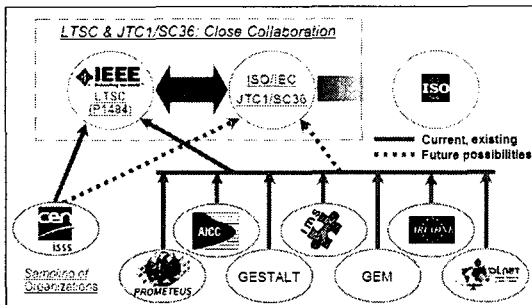 LTSC & JTC1/SC36: Close Collaboration
IEEE
LTSC
(P1484)
ISO/IEC
JTC1/SC36
ISO
Current, existing
Future possibilities
cen
isss
AICC
IMS
Sampling of
Organizations
PROMETEUS
GESTALT
GEM